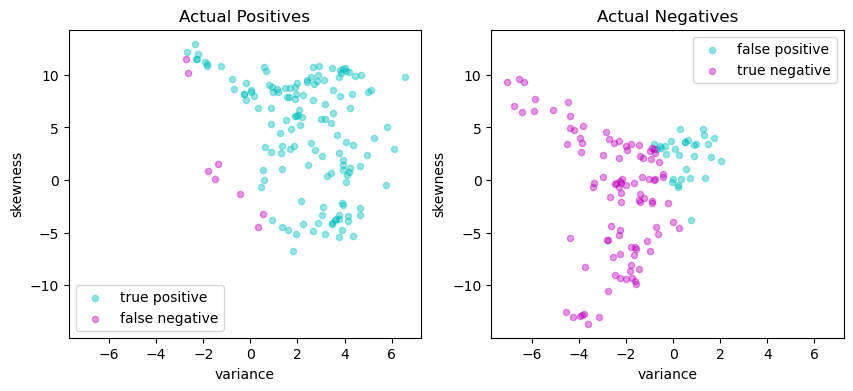 Actual Positives
skewness
10
5
0
−5
−10
true positive
false negative
−6 −4 −2 0 2 4 6
variance
Actual Negatives
skewness
10
5
0
−5
−10
false positive
true negative
−6 −4 −2 0 2 4 6
variance